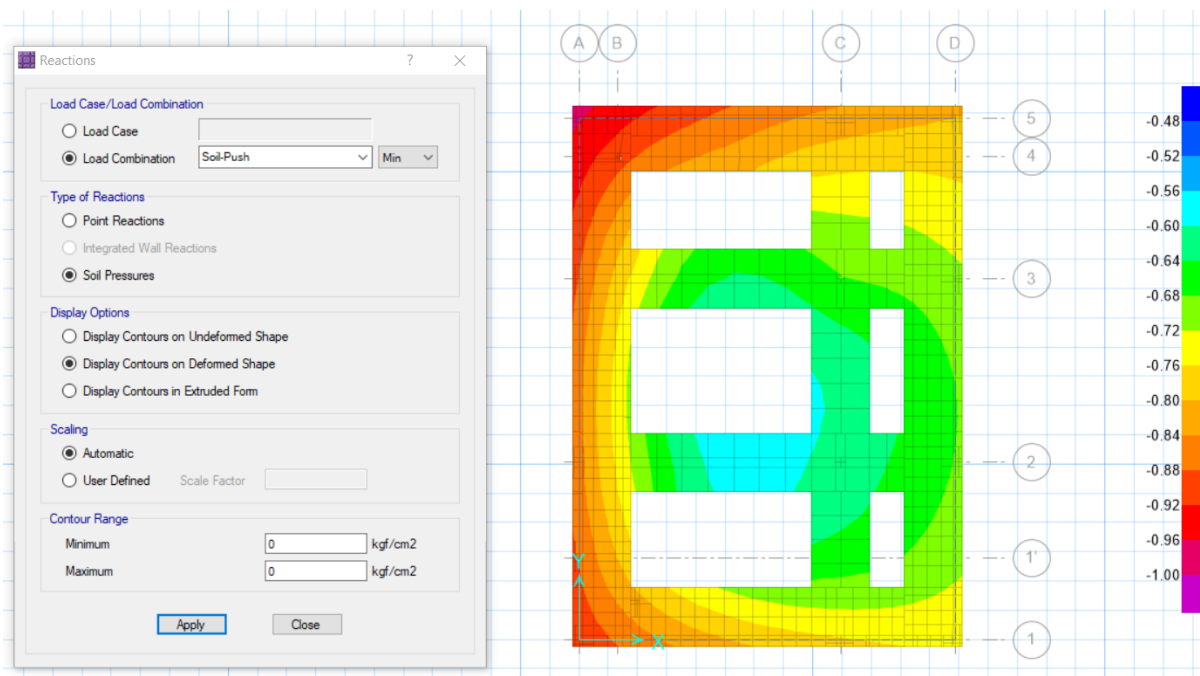 Reactions
?
Load Case/Load Combination
Load Case
Load Combination
Soil-Push
Min
Type of Reactions
Point Reactions
Integrated Wall Reactions
Soil Pressures
Display Options
Display Contours on Undeformed Shape
Display Contours on Deformed Shape
Display Contours in Extruded Form
Scaling
Automatic
User Defined
Scale Factor
Contour Range
Minimum
0
kgf/cm2
Maximum
0
kgf/cm2
Apply
Close
A
B
C
D
5
4
3
2
1'
1
Y
X
-0.48
-0.52
-0.56
-0.60
-0.64
-0.68
-0.72
-0.76
-0.80
-0.84
-0.88
-0.92
-0.96
-1.00